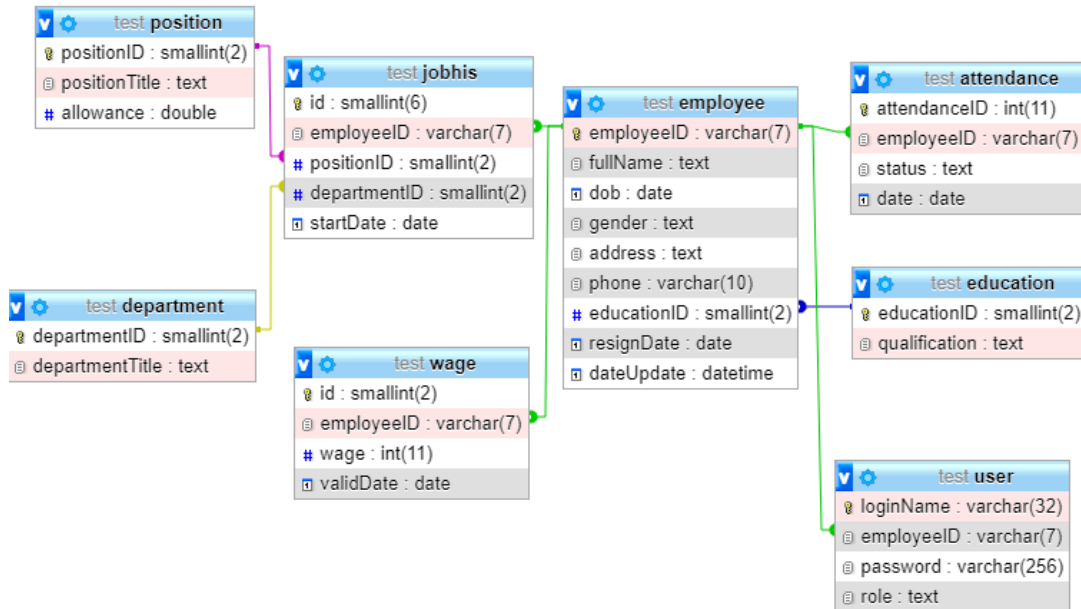 test position
positionID : smallint(2)
positionTitle : text
# allowance : double
test jobhis
id : smallint(6)
employeeID : varchar(7)
# positionID : smallint(2)
# departmentID : smallint(2)
startDate : date
test department
departmentID : smallint(2)
departmentTitle : text
test wage
id : smallint(2)
employeeID : varchar(7)
# wage : int(11)
validDate : date
test employee
employeeID : varchar(7)
fullName : text
dob : date
gender : text
address : text
phone : varchar(10)
# educationID : smallint(2)
resignDate : date
dateUpdate : datetime
test attendance
attendanceID : int(11)
employeeID : varchar(7)
status : text
date : date
test education
educationID : smallint(2)
qualification : text
test user
loginName : varchar(32)
employeeID : varchar(7)
password : varchar(256)
role : text